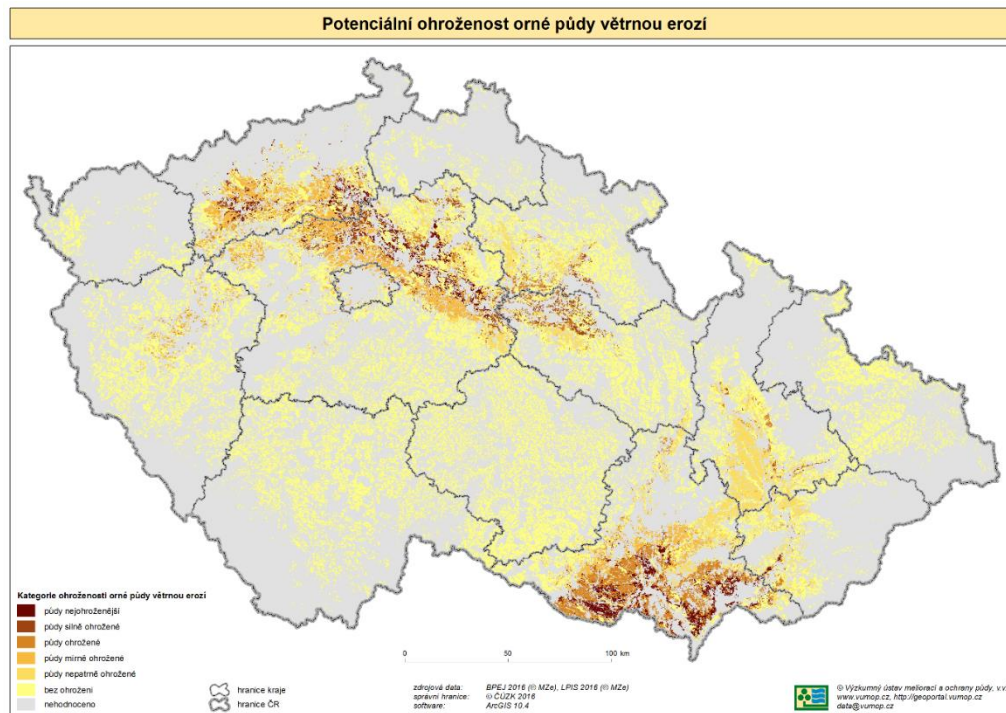 Potenciální ohroženost orné půdy větrnou erozí
Kategorie ohroženosti orné půdy větrnou erozí
půdy nejohroženější
půdy silně ohrožené
půdy ohrožené
půdy mírně ohrožené
půdy nepatrně ohrožené
bez ohrožení
nehodnoceno
hranice kraje
hranice ČR
0 50 100 km
zdrojová data: BPEJ 2016 (© MZe), LPIS 2016 (© MZe)
správní hranice: © ČÚZK 2016
software: ArcGIS 10.4
© Výzkumný ústav meliorací a ochrany půdy, v.v.
www.vumop.cz, http://geoportal.vumop.cz
data@vumop.cz